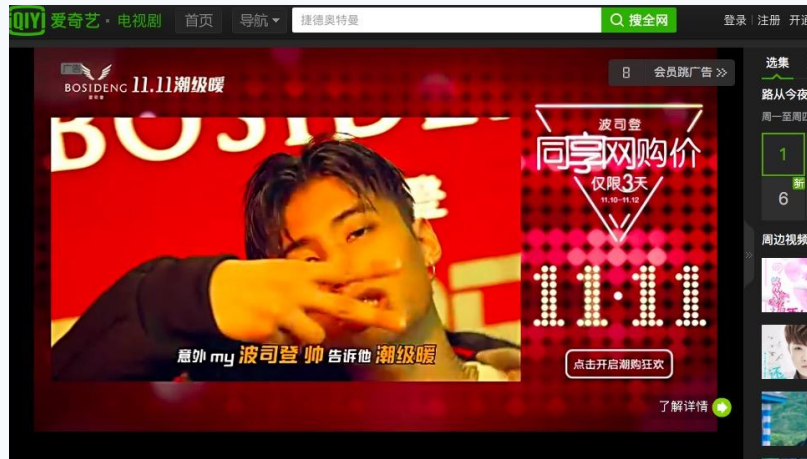 iQIYI 爱奇艺·电视剧 首页 导航 捷德奥特曼 搜全网 登录 注册
选集
路从今夜
周一至周四
1
新
6
周边视频
BOSIDENG 11.11潮级暖
波司登
8 会员跳广告
BOSIDE
波司登
同享网购价
仅限3天
11.10-11.12
11·11
点击开启潮购狂欢
意外 my 波司登 帅 告诉他 潮级暖
了解详情